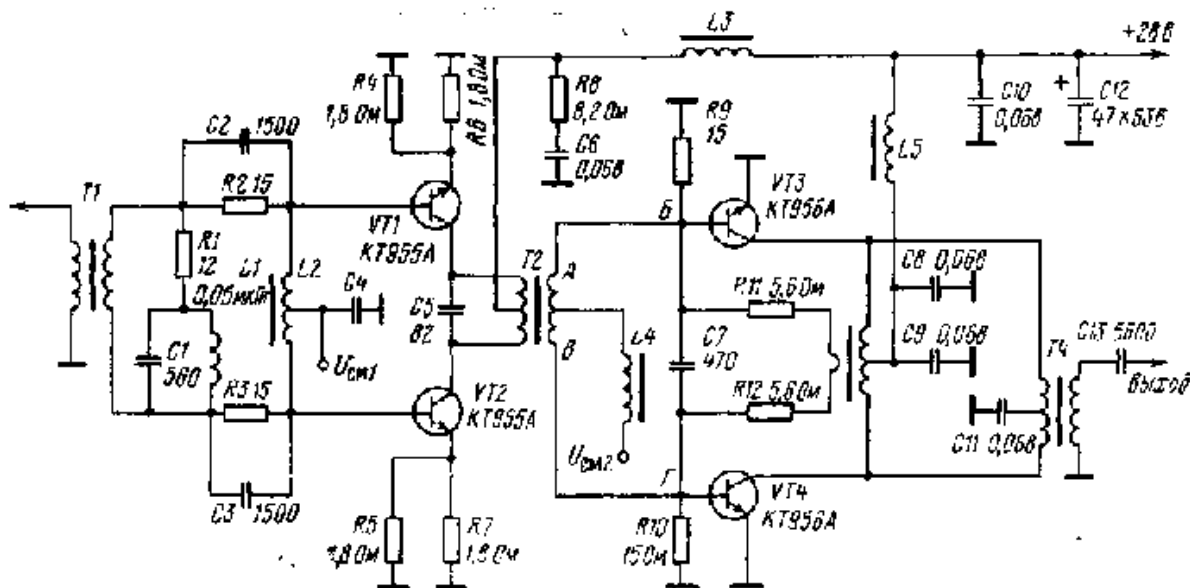 L3
+28В
R4
1,8 Ом
R6 1,8 Ом
R8
8,2 Ом
C6
0,068
R9
15
C10
0,068
+
C12
47×63В
L5
C2
1500
T1
R2 15
R1
12
VT1
КТ955А
Б
VT3
КТ956А
L1
0,05мкГн
L2
C4
T2
А
В
C8 0,068
C5
82
R11 5,6 Ом
L4
C7
470
C9 0,068
C13 5600
T4
C1
560
Uсм1
Выход
R3 15
VT2
КТ955А
R12 5,6 Ом
C11 0,068
Uсм2
Г
VT4
КТ956А
C3
1500
R5
1,8 Ом
R7
1,8 Ом
R10
15 Ом